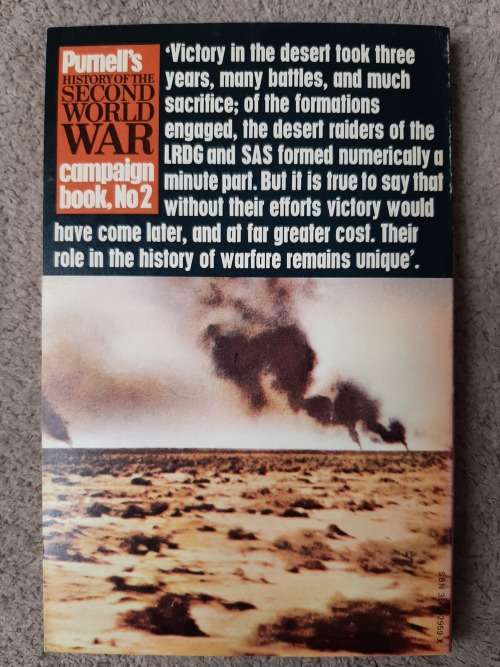 Purnell's
HISTORY OF THE
SECOND
WORLD
WAR
campaign
book, No 2
'Victory in the desert took three
years, many battles, and much
sacrifice; of the formations
engaged, the desert raiders of the
LRDG and SAS formed numerically a
minute part. But it is true to say that
without their efforts victory would
have come later, and at far greater cost. Their
role in the history of warfare remains unique'.